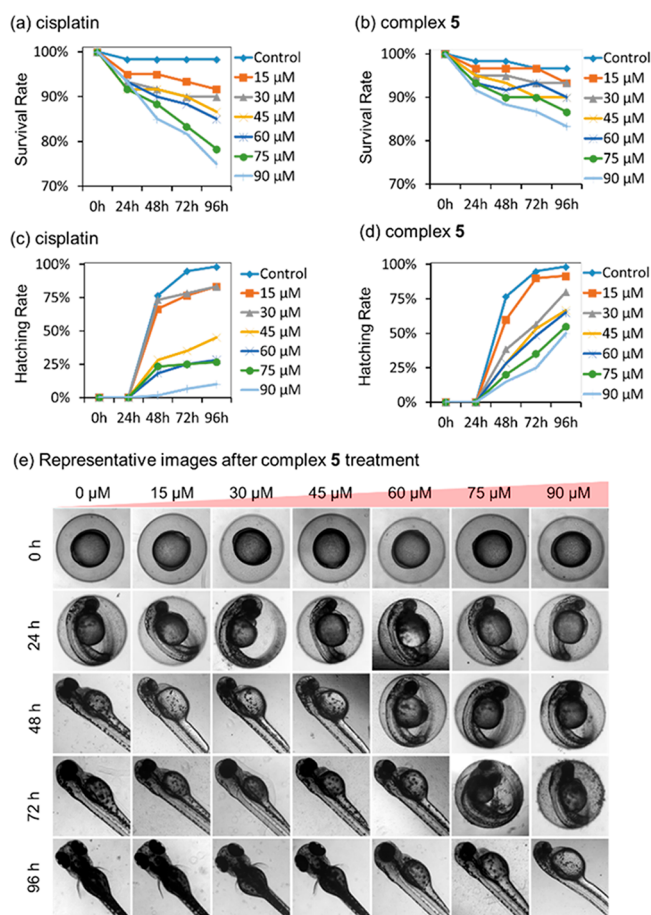 (a) cisplatin
Survival Rate
100%
90%
80%
70%
0h 24h 48h 72h 96h
Control
15 µM
30 µM
45 µM
60 µM
75 µM
90 µM
(b) complex 5
Survival Rate
100%
90%
80%
70%
0h 24h 48h 72h 96h
Control
15 µM
30 µM
45 µM
60 µM
75 µM
90 µM
(c) cisplatin
Hatching Rate
100%
75%
50%
25%
0%
0h 24h 48h 72h 96h
Control
15 µM
30 µM
45 µM
60 µM
75 µM
90 µM
(d) complex 5
Hatching Rate
100%
75%
50%
25%
0%
0h 24h 48h 72h 96h
Control
15 µM
30 µM
45 µM
60 µM
75 µM
90 µM
(e) Representative images after complex 5 treatment
0 µM 15 µM 30 µM 45 µM 60 µM 75 µM 90 µM
0 h
24 h
48 h
72 h
96 h